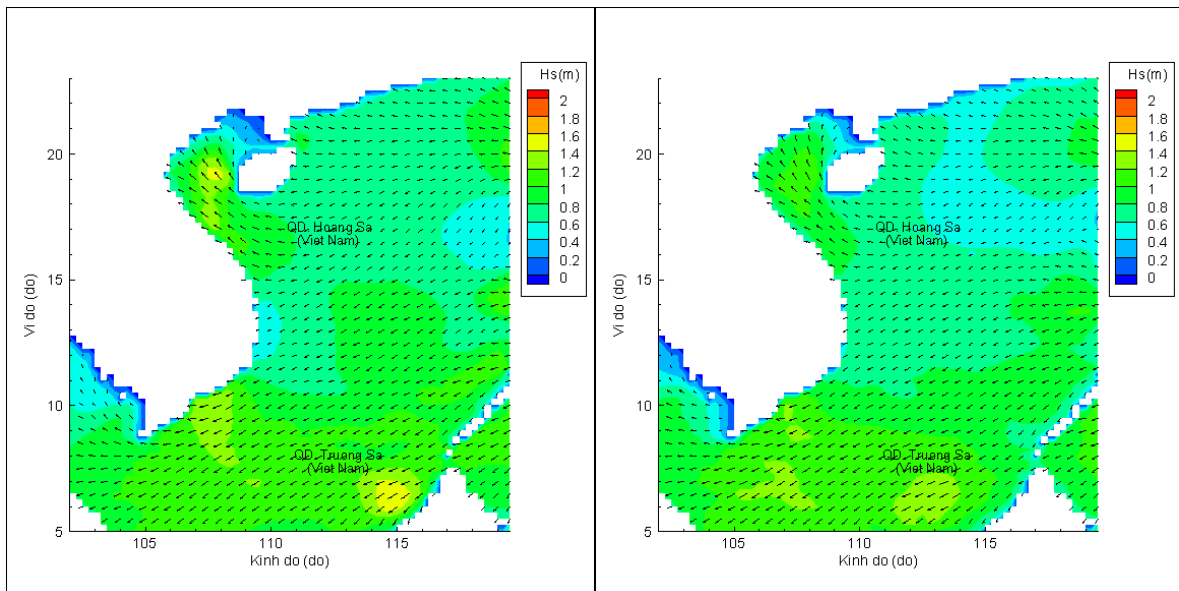 Hs(m)
2
1.8
1.6
1.4
1.2
1
0.8
0.6
0.4
0.2
0
20
15
10
5
Vi do (do)
QD. Hoang Sa
(Viet Nam)
QD. Truong Sa
(Viet Nam)
105
110
115
Kinh do (do)
Hs(m)
2
1.8
1.6
1.4
1.2
1
0.8
0.6
0.4
0.2
0
20
15
10
5
Vi do (do)
QD. Hoang Sa
(Viet Nam)
QD. Truong Sa
(Viet Nam)
105
110
115
Kinh do (do)